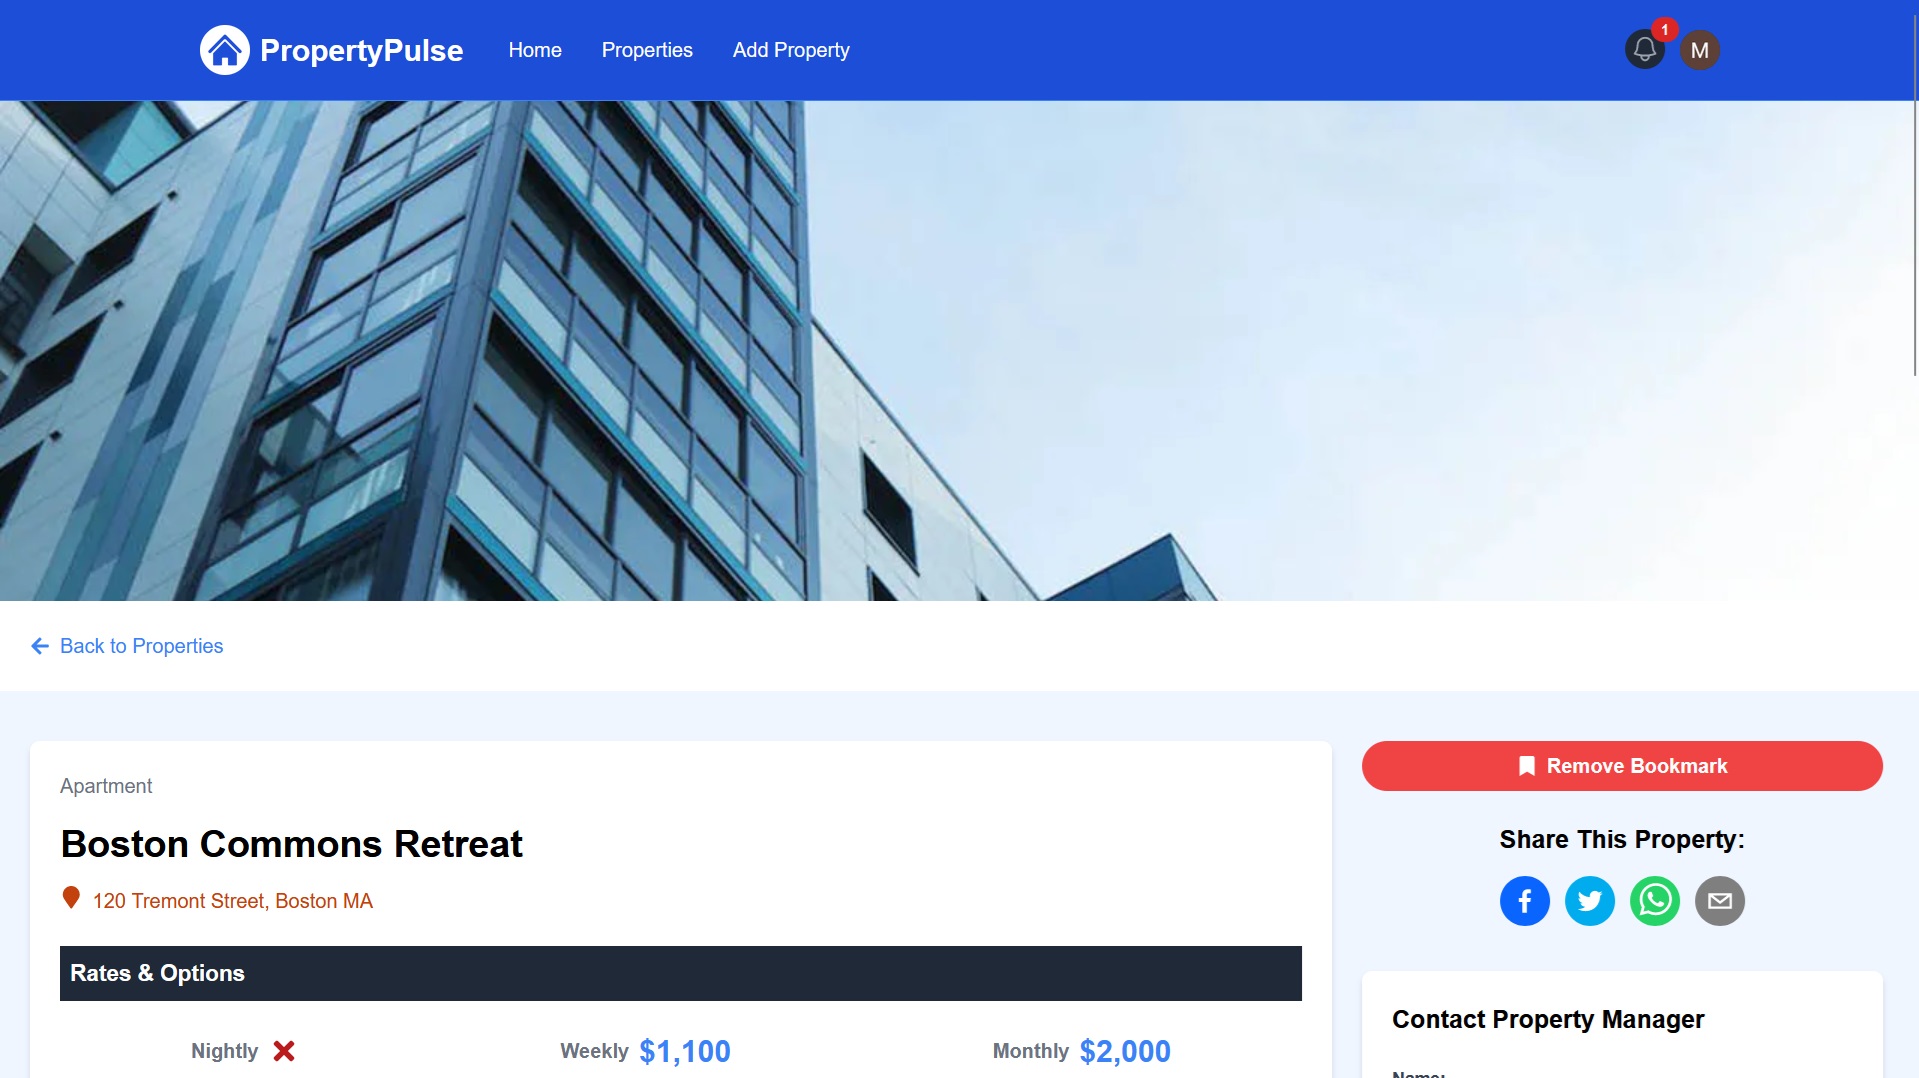 PropertyPulse
Home
Properties
Add Property
1
M
Back to Properties
Apartment
Boston Commons Retreat
120 Tremont Street, Boston MA
Rates & Options
Nightly
Weekly $1,100
Monthly $2,000
Remove Bookmark
Share This Property:
Contact Property Manager
Name: